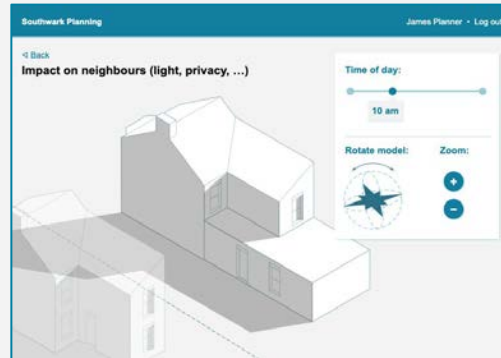 Southwark Planning
James Planner • Log out
◁ Back
Impact on neighbours (light, privacy, …)
Time of day:
10 am
Rotate model:
Zoom:
+
−